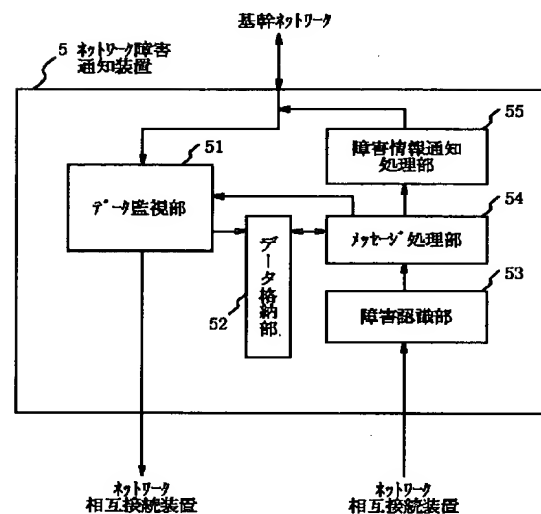 基幹ネットワーク
5 ネットワーク障害
通知装置
55
障害情報通知
処理部
51
データ監視部
54
メッセージ処理部
データ格納部
52
53
障害認識部
ネットワーク
相互接続装置
ネットワーク
相互接続装置